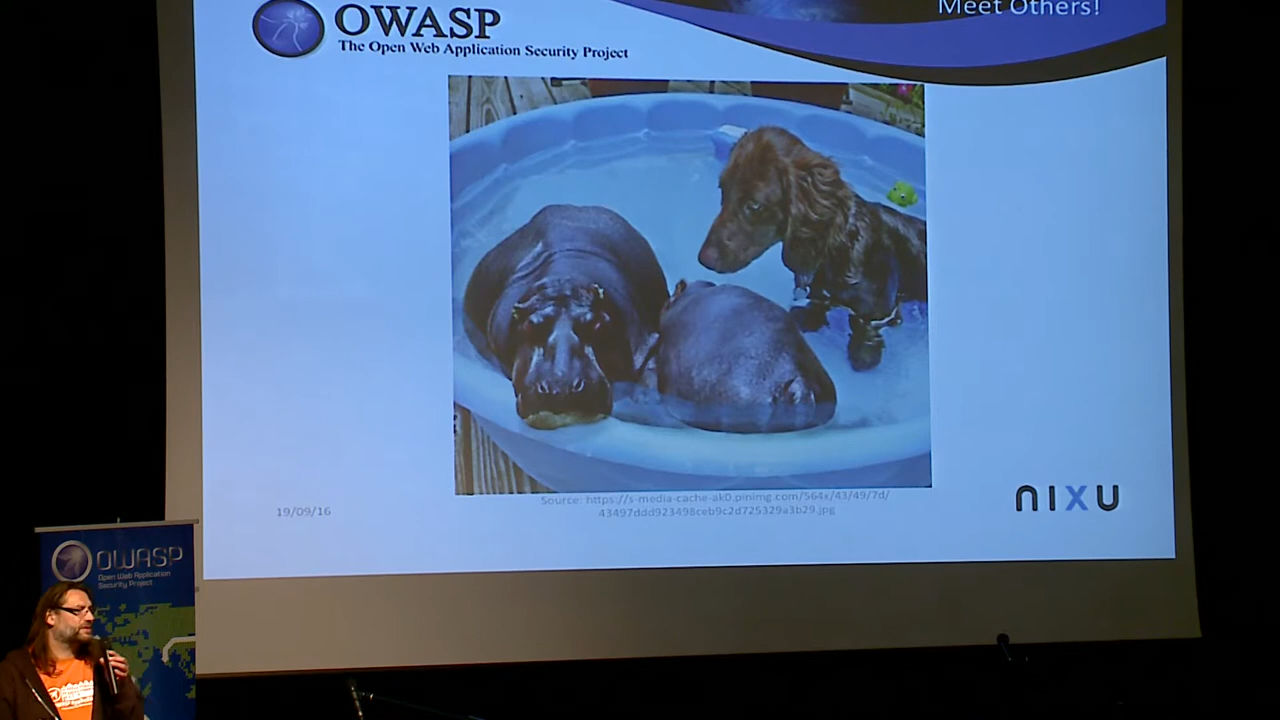 Meet Others!
OWASP
The Open Web Application Security Project
Source: https://s-media-cache-ak0.pinimg.com/564x/43/49/7d/
43497ddd923498ceb9c2d725329a3b29.jpg
19/09/16
NIXU
OWASP
Open Web Application
Security Project